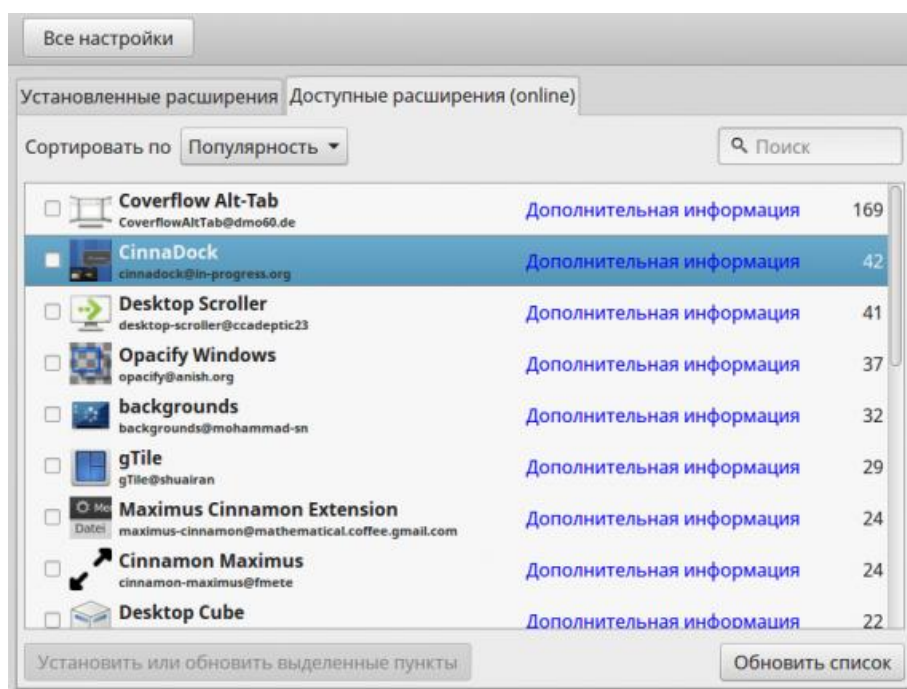 Все настройки
Установленные расширения Доступные расширения (online)
Сортировать по Популярность Поиск
Coverflow Alt-Tab
CoverflowAltTab@dmo60.de
Дополнительная информация 169
CinnaDock
cinnadock@in-progress.org
Дополнительная информация 42
Desktop Scroller
desktop-scroller@ccadeptic23
Дополнительная информация 41
Opacify Windows
opacify@anish.org
Дополнительная информация 37
backgrounds
backgrounds@mohammad-sn
Дополнительная информация 32
gTile
gTile@shuairan
Дополнительная информация 29
Me
Datei
Maximus Cinnamon Extension
maximus-cinnamon@mathematical.coffee.gmail.com
Дополнительная информация 24
Cinnamon Maximus
cinnamon-maximus@fmete
Дополнительная информация 24
Desktop Cube
Дополнительная информация 22
Установить или обновить выделенные пункты Обновить список